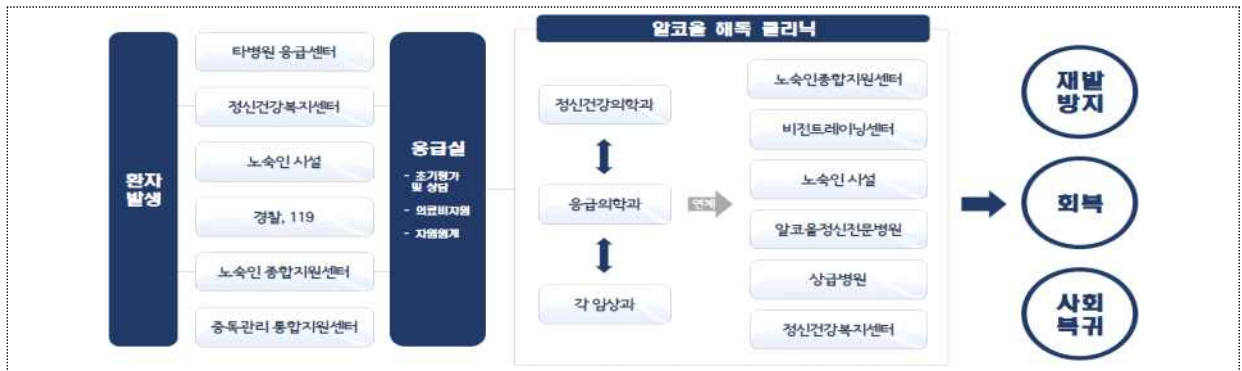 환자
발생
타병원 응급센터
정신건강복지센터
노숙인 시설
경찰, 119
노숙인 종합지원센터
중독관리 통합지원센터
응급실
- 초기평가
및 상담
- 의료비지원
- 자원연계
알코올 해독 클리닉
정신건강의학과
응급의학과
각 임상과
연계
노숙인종합지원센터
비전트레이닝센터
노숙인 시설
알코올정신전문병원
상급병원
정신건강복지센터
재발
방지
회복
사회
복귀